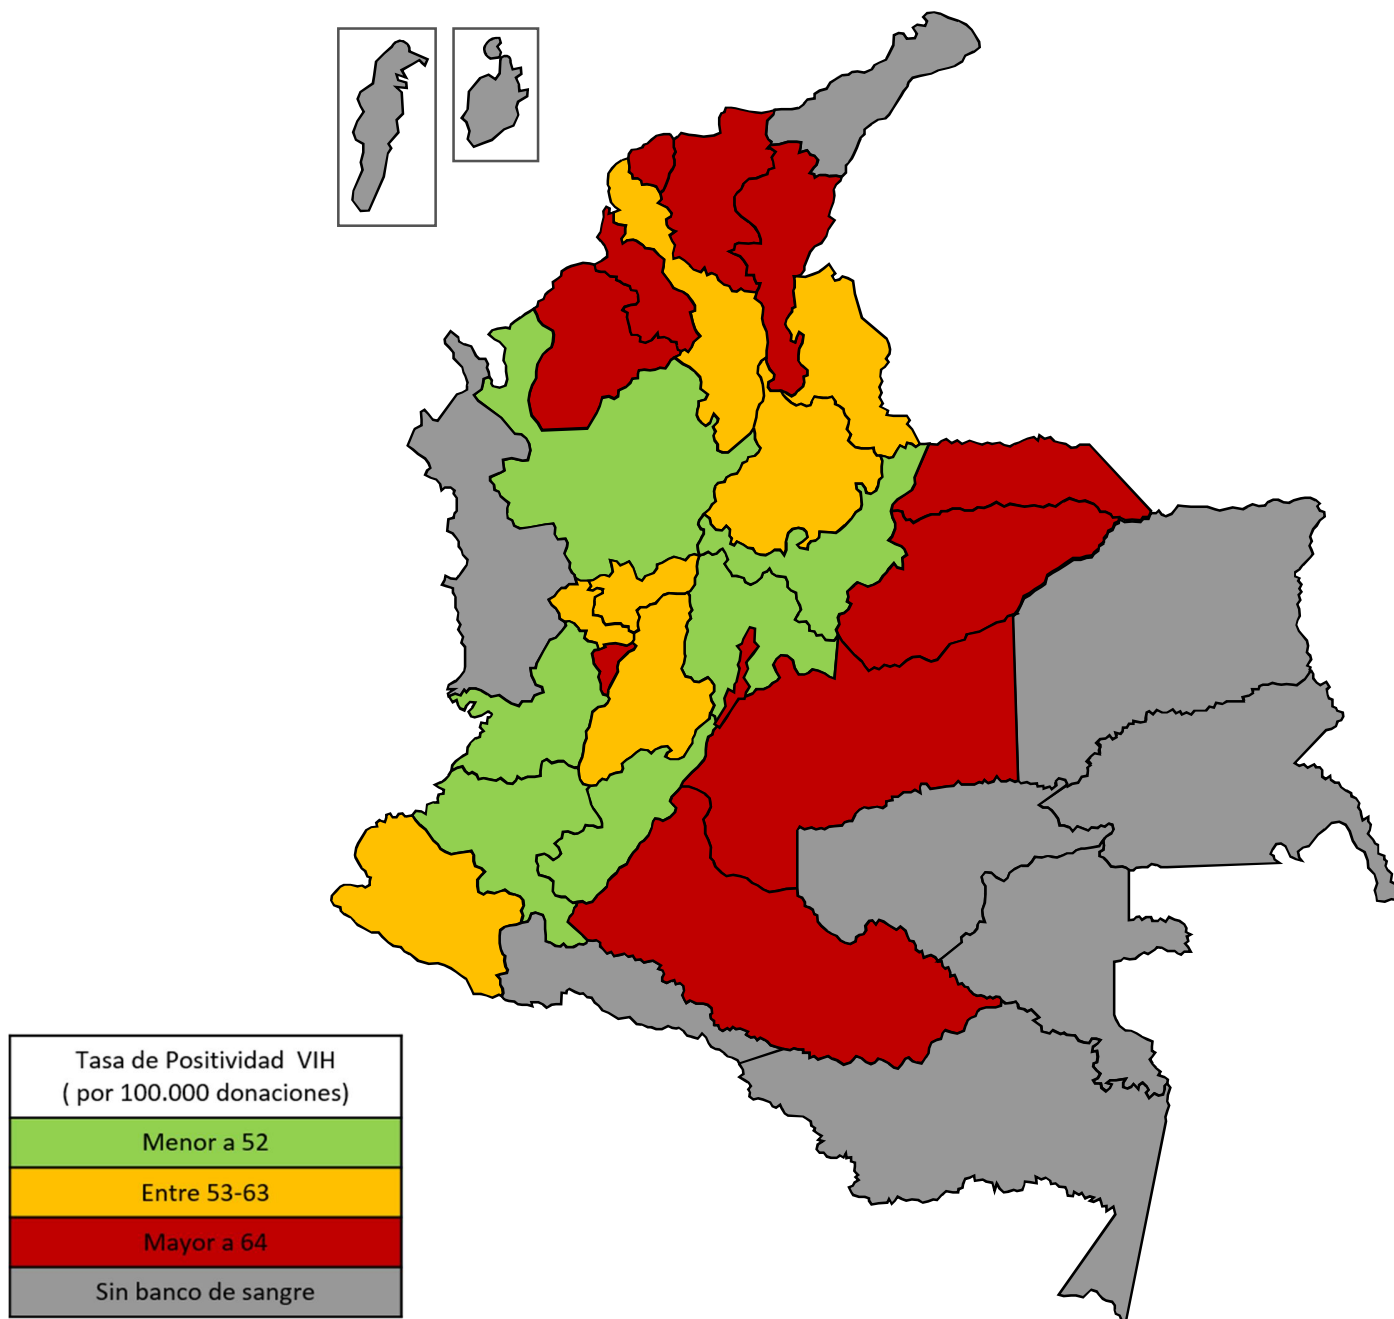 Tasa de Positividad VIH
( por 100.000 donaciones)
Menor a 52
Entre 53-63
Mayor a 64
Sin banco de sangre